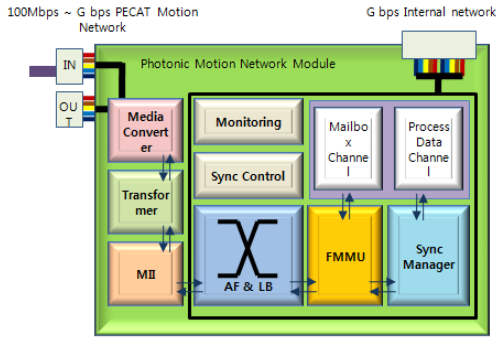 100Mbps ~ G bps PECAT Motion
Network
G bps Internal network
IN
OU
T
Photonic Motion Network Module
Media
Convert
er
Monitoring
Mailbo
x
Channe
l
Process
Data
Channe
l
Sync Control
Transfor
mer
MII
AF & LB
FMMU
Sync
Manager